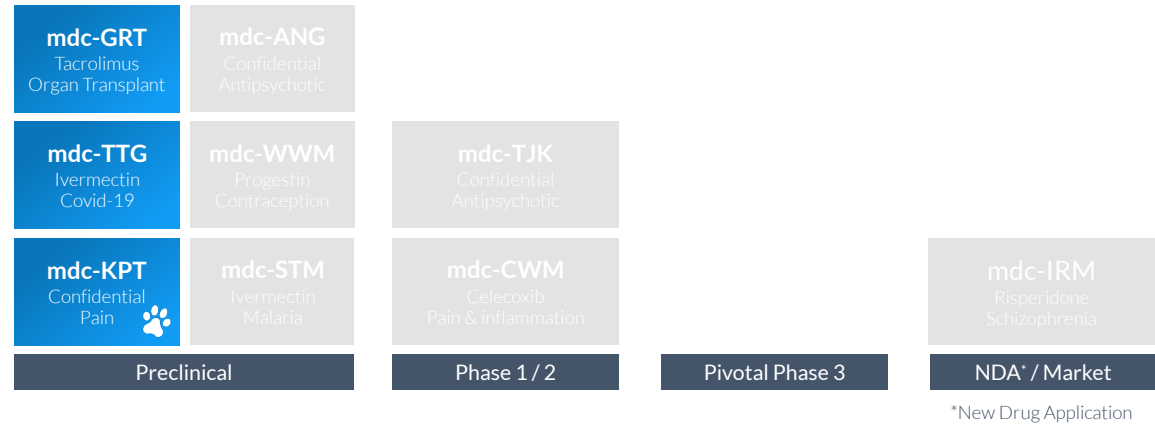 mdc-GRT
Tacrolimus
Organ Transplant
mdc-ANG
Confidential
Antipsychotic
mdc-TTG
Ivermectin
Covid-19
mdc-WWM
Progestin
Contraception
mdc-TJK
Confidential
Antipsychotic
mdc-KPT
Confidential
Pain
mdc-STM
Ivermectin
Malaria
mdc-CWM
Celecoxib
Pain & inflammation
mdc-IRM
Risperidone
Schizophrenia
Preclinical
Phase 1 / 2
Pivotal Phase 3
NDA* / Market
*New Drug Application